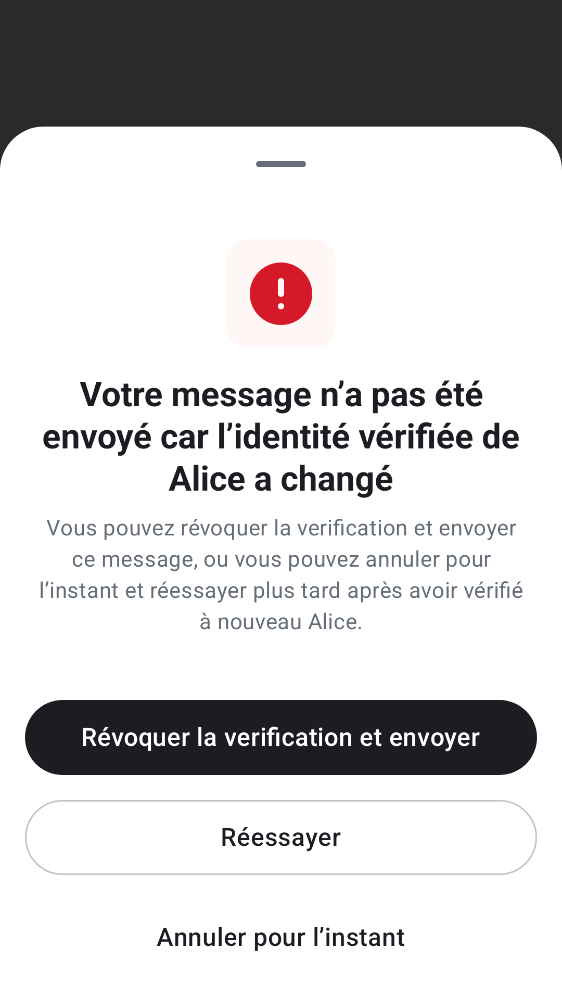 Votre message n’a pas été
envoyé car l’identité vérifiée de
Alice a changé
Vous pouvez révoquer la verification et envoyer
ce message, ou vous pouvez annuler pour
l’instant et réessayer plus tard après avoir vérifié
à nouveau Alice.
Révoquer la verification et envoyer
Réessayer
Annuler pour l’instant